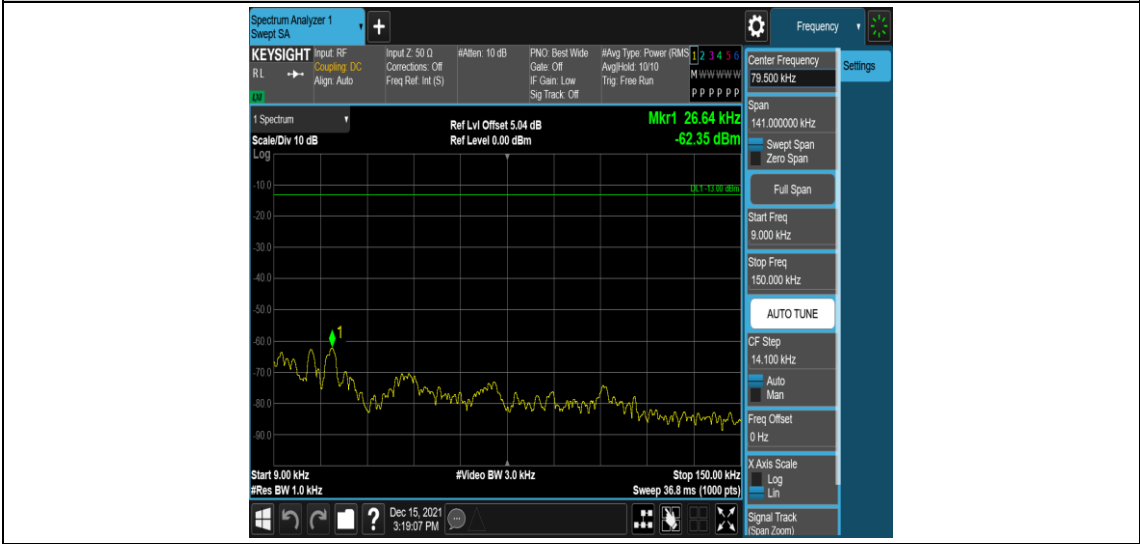 Spectrum Analyzer 1
Swept SA
+
Frequency
KEYSIGHT
RL
Input: RF
Coupling: DC
Align: Auto
Input Z: 50 Ω
Corrections: Off
Freq Ref: Int (S)
#Atten: 10 dB
PNO: Best Wide
Gate: Off
IF Gain: Low
Sig Track: Off
#Avg Type: Power (RMS
Avg|Hold: 10/10
Trig: Free Run
1 2 3 4 5 6
M W W W W W
P P P P P P
1 Spectrum
Scale/Div 10 dB
Log
Ref Lvl Offset 5.04 dB
Ref Level 0.00 dBm
Mkr1 26.64 kHz
-62.35 dBm
DL1 -13.00 dBm
-10.0
-20.0
-30.0
-40.0
-50.0
-60.0
-70.0
-80.0
-90.0
1
Start 9.00 kHz
#Res BW 1.0 kHz
#Video BW 3.0 kHz
Stop 150.00 kHz
Sweep 36.8 ms (1000 pts)
Dec 15, 2021
3:19:07 PM
?
Center Frequency
79.500 kHz
Settings
Span
141.000000 kHz
Swept Span
Zero Span
Full Span
Start Freq
9.000 kHz
Stop Freq
150.000 kHz
AUTO TUNE
CF Step
14.100 kHz
Auto
Man
Freq Offset
0 Hz
X Axis Scale
Log
Lin
Signal Track
(Span Zoom)